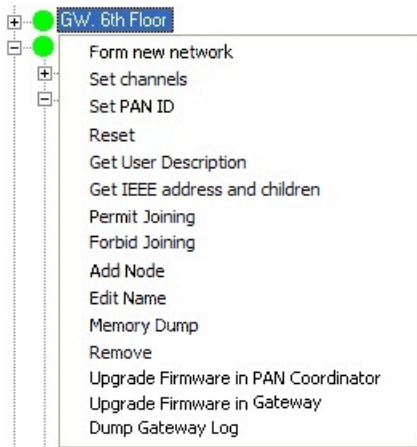 GW. 6th Floor
Form new network
Set channels
Set PAN ID
Reset
Get User Description
Get IEEE address and children
Permit Joining
Forbid Joining
Add Node
Edit Name
Memory Dump
Remove
Upgrade Firmware in PAN Coordinator
Upgrade Firmware in Gateway
Dump Gateway Log